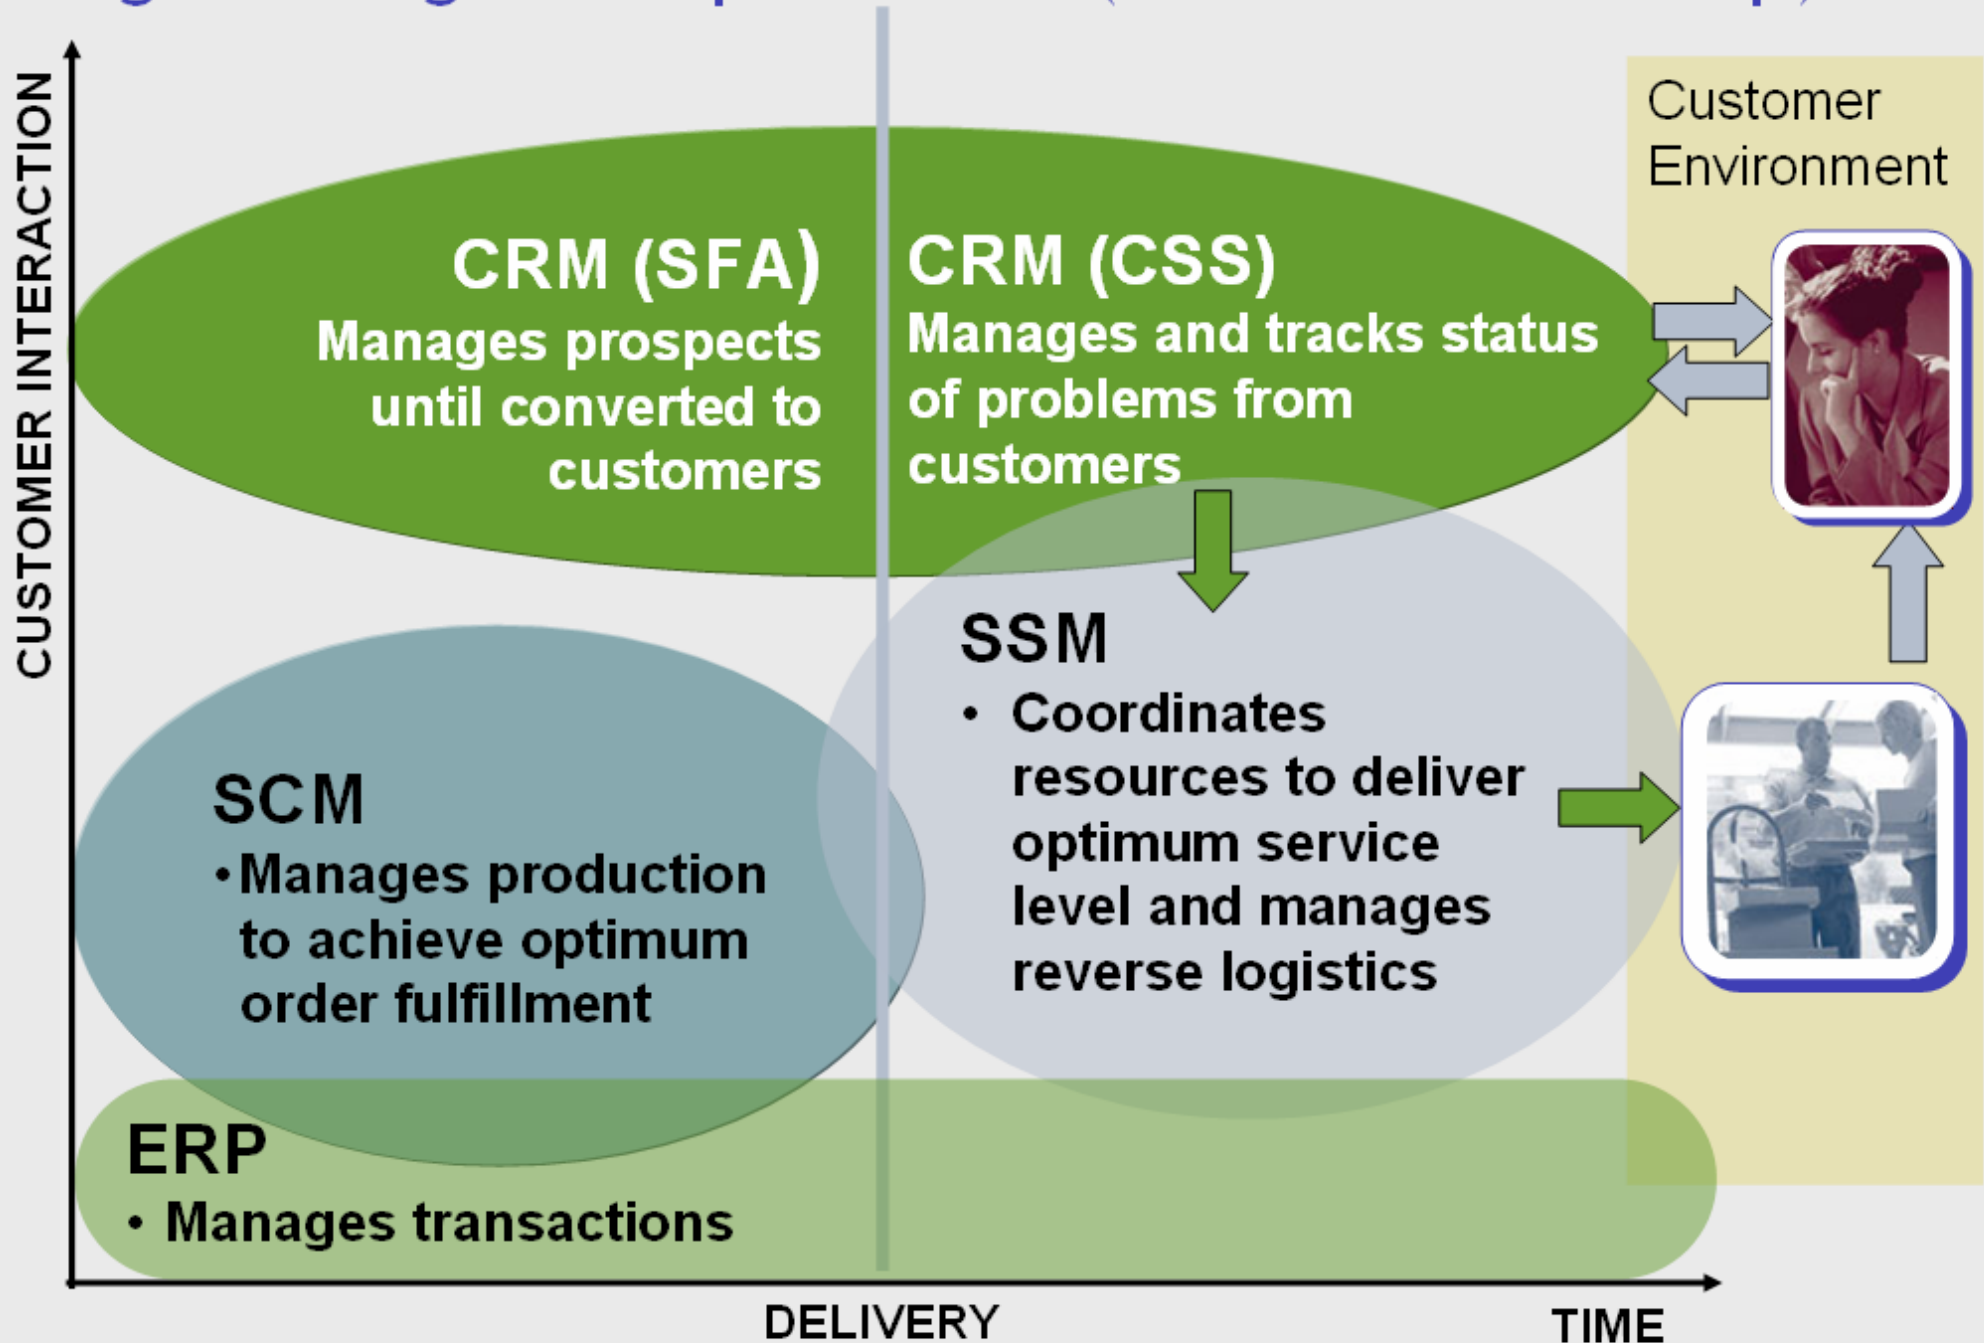 CUSTOMER INTERACTION
Customer
Environment
CRM (SFA)
Manages prospects
until converted to
customers
CRM (CSS)
Manages and tracks status
of problems from
customers
SSM
• Coordinates
resources to deliver
optimum service
level and manages
reverse logistics
SCM
•Manages production
to achieve optimum
order fulfillment
ERP
• Manages transactions
DELIVERY
TIME